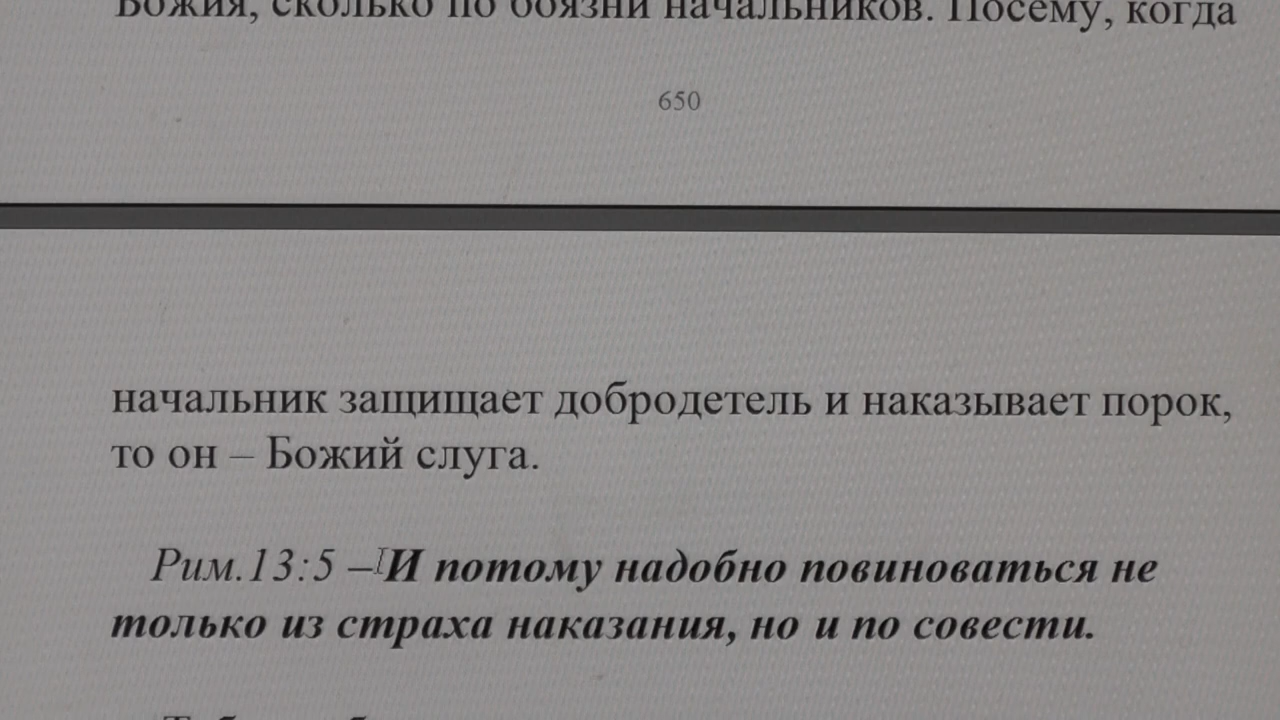 Божия, сколько по боязни начальников. Посему, когда
650
начальник защищает добродетель и наказывает порок,
то он – Божий слуга.
Рим.13:5 – И потому надобно повиноваться не
только из страха наказания, но и по совести.